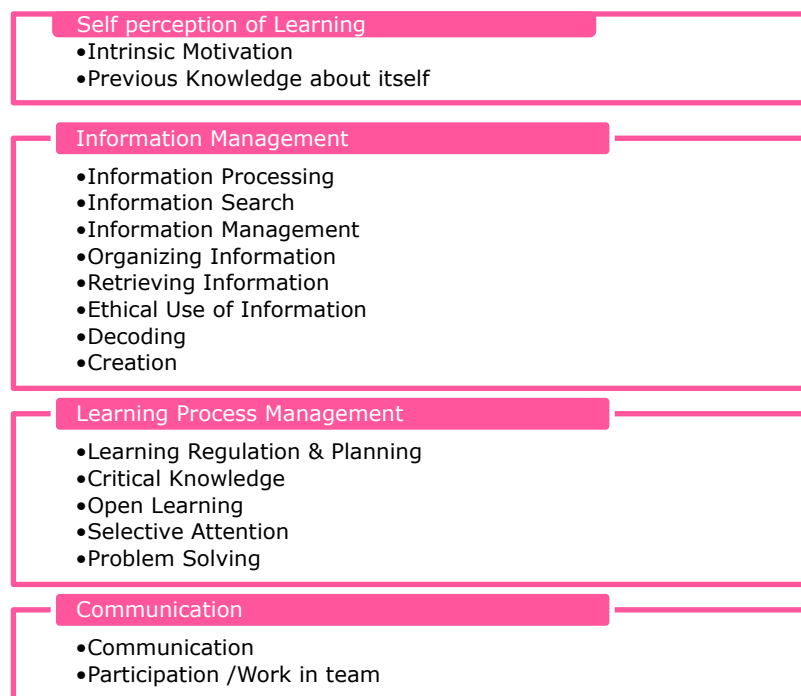 Self perception of Learning
•Intrinsic Motivation
•Previous Knowledge about itself
Information Management
•Information Processing
•Information Search
•Information Management
•Organizing Information
•Retrieving Information
•Ethical Use of Information
•Decoding
•Creation
Learning Process Management
•Learning Regulation & Planning
•Critical Knowledge
•Open Learning
•Selective Attention
•Problem Solving
Communication
•Communication
•Participation /Work in team